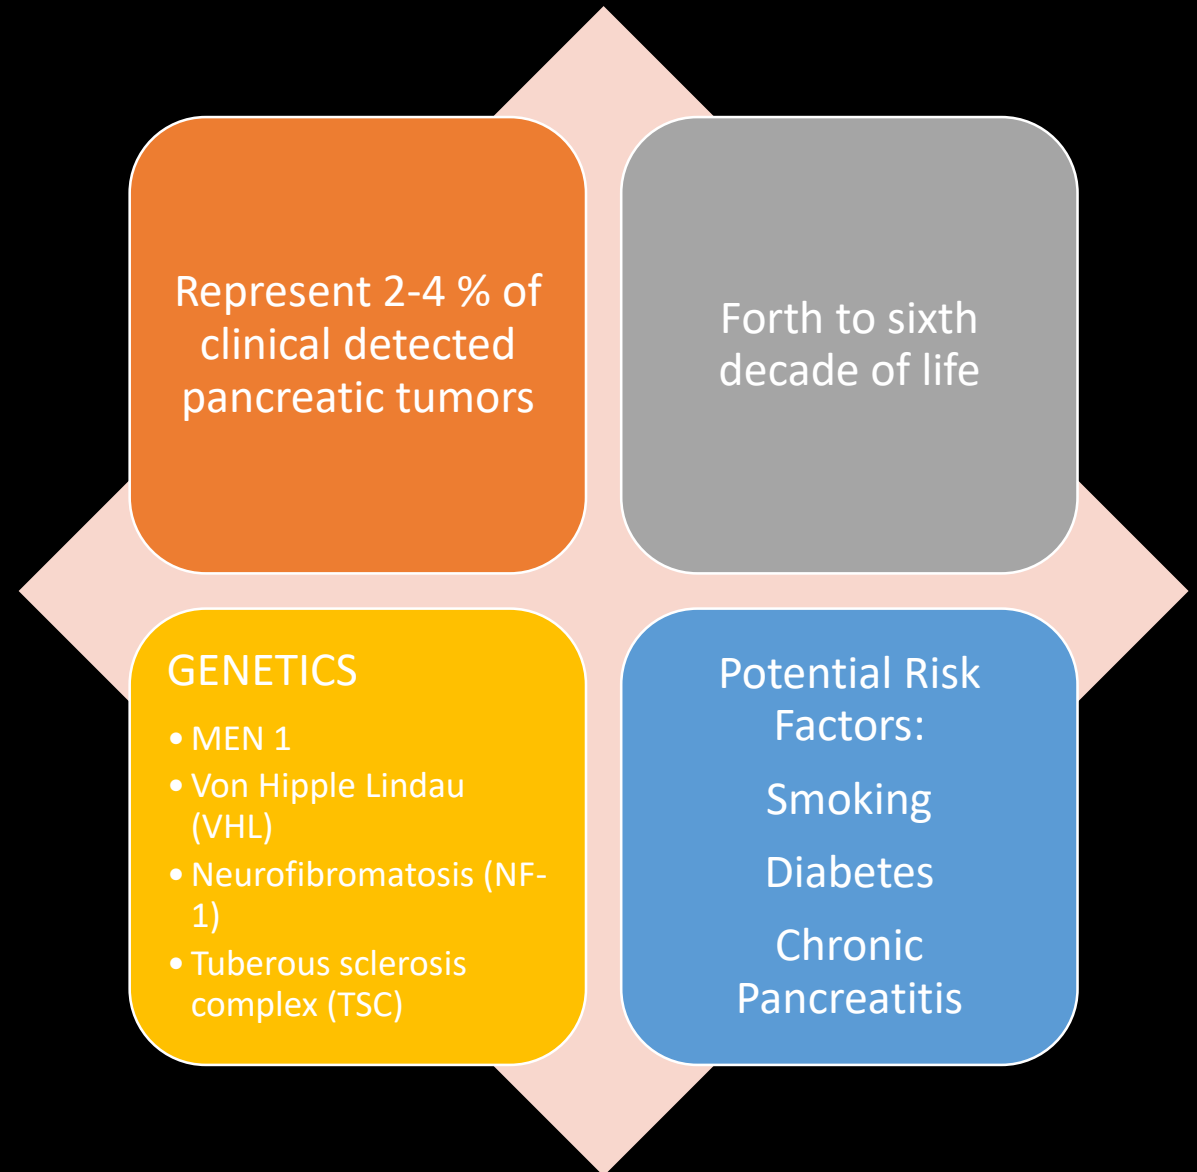 Represent 2-4 % of
clinical detected
pancreatic tumors
Forth to sixth
decade of life
GENETICS
• MEN 1
• Von Hipple Lindau
(VHL)
• Neurofibromatosis (NF-
1)
• Tuberous sclerosis
complex (TSC)
Potential Risk
Factors:
Smoking
Diabetes
Chronic
Pancreatitis